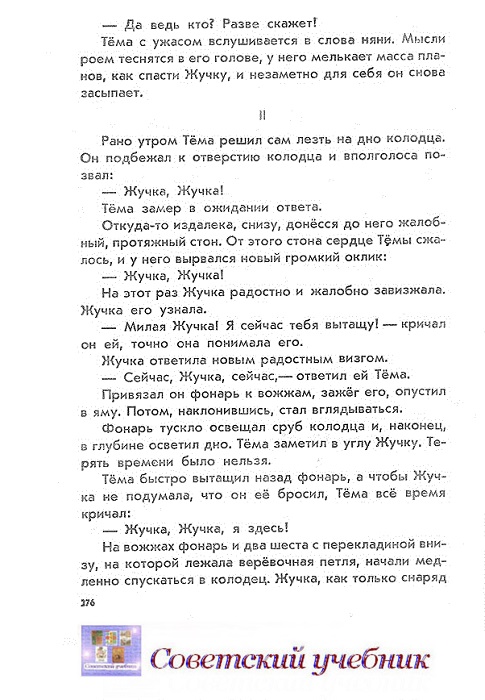 — Да ведь кто? Разве скажет!
Тёма с ужасом вслушивается в слова няни. Мысли
роем теснятся в его голове, у него мелькает масса пла-
нов, как спасти Жучку, и незаметно для себя он снова
засыпает.
II
Рано утром Тёма решил сам лезть на дно колодца.
Он подбежал к отверстию колодца и вполголоса по-
звал:
— Жучка, Жучка!
Тёма замер в ожидании ответа.
Откуда-то издалека, снизу, донёсся до него жалоб-
ный, протяжный стон. От этого стона сердце Тёмы сжа-
лось, и у него вырвался новый громкий оклик:
— Жучка, Жучка!
На этот раз Жучка радостно и жалобно завизжала.
Жучка его узнала.
— Милая Жучка! Я сейчас тебя вытащу! — кричал
он ей, точно она понимала его.
Жучка ответила новым радостным визгом.
— Сейчас, Жучка, сейчас,— ответил ей Тёма.
Привязал он фонарь к вожжам, зажёг его, опустил
в яму. Потом, наклонившись, стал вглядываться.
Фонарь тускло освещал сруб колодца и, наконец,
в глубине осветил дно. Тёма заметил в углу Жучку. Те-
рять времени было нельзя.
Тёма быстро вытащил назад фонарь, а чтобы Жуч-
ка не подумала, что он её бросил, Тёма всё время
кричал:
— Жучка, Жучка, я здесь!
На вожжах фонарь и два шеста с перекладиной вни-
зу, на которой лежала верёвочная петля, начали мед-
ленно спускаться в колодец. Жучка, как только снаряд
276
Советский учебник
Советский учебник